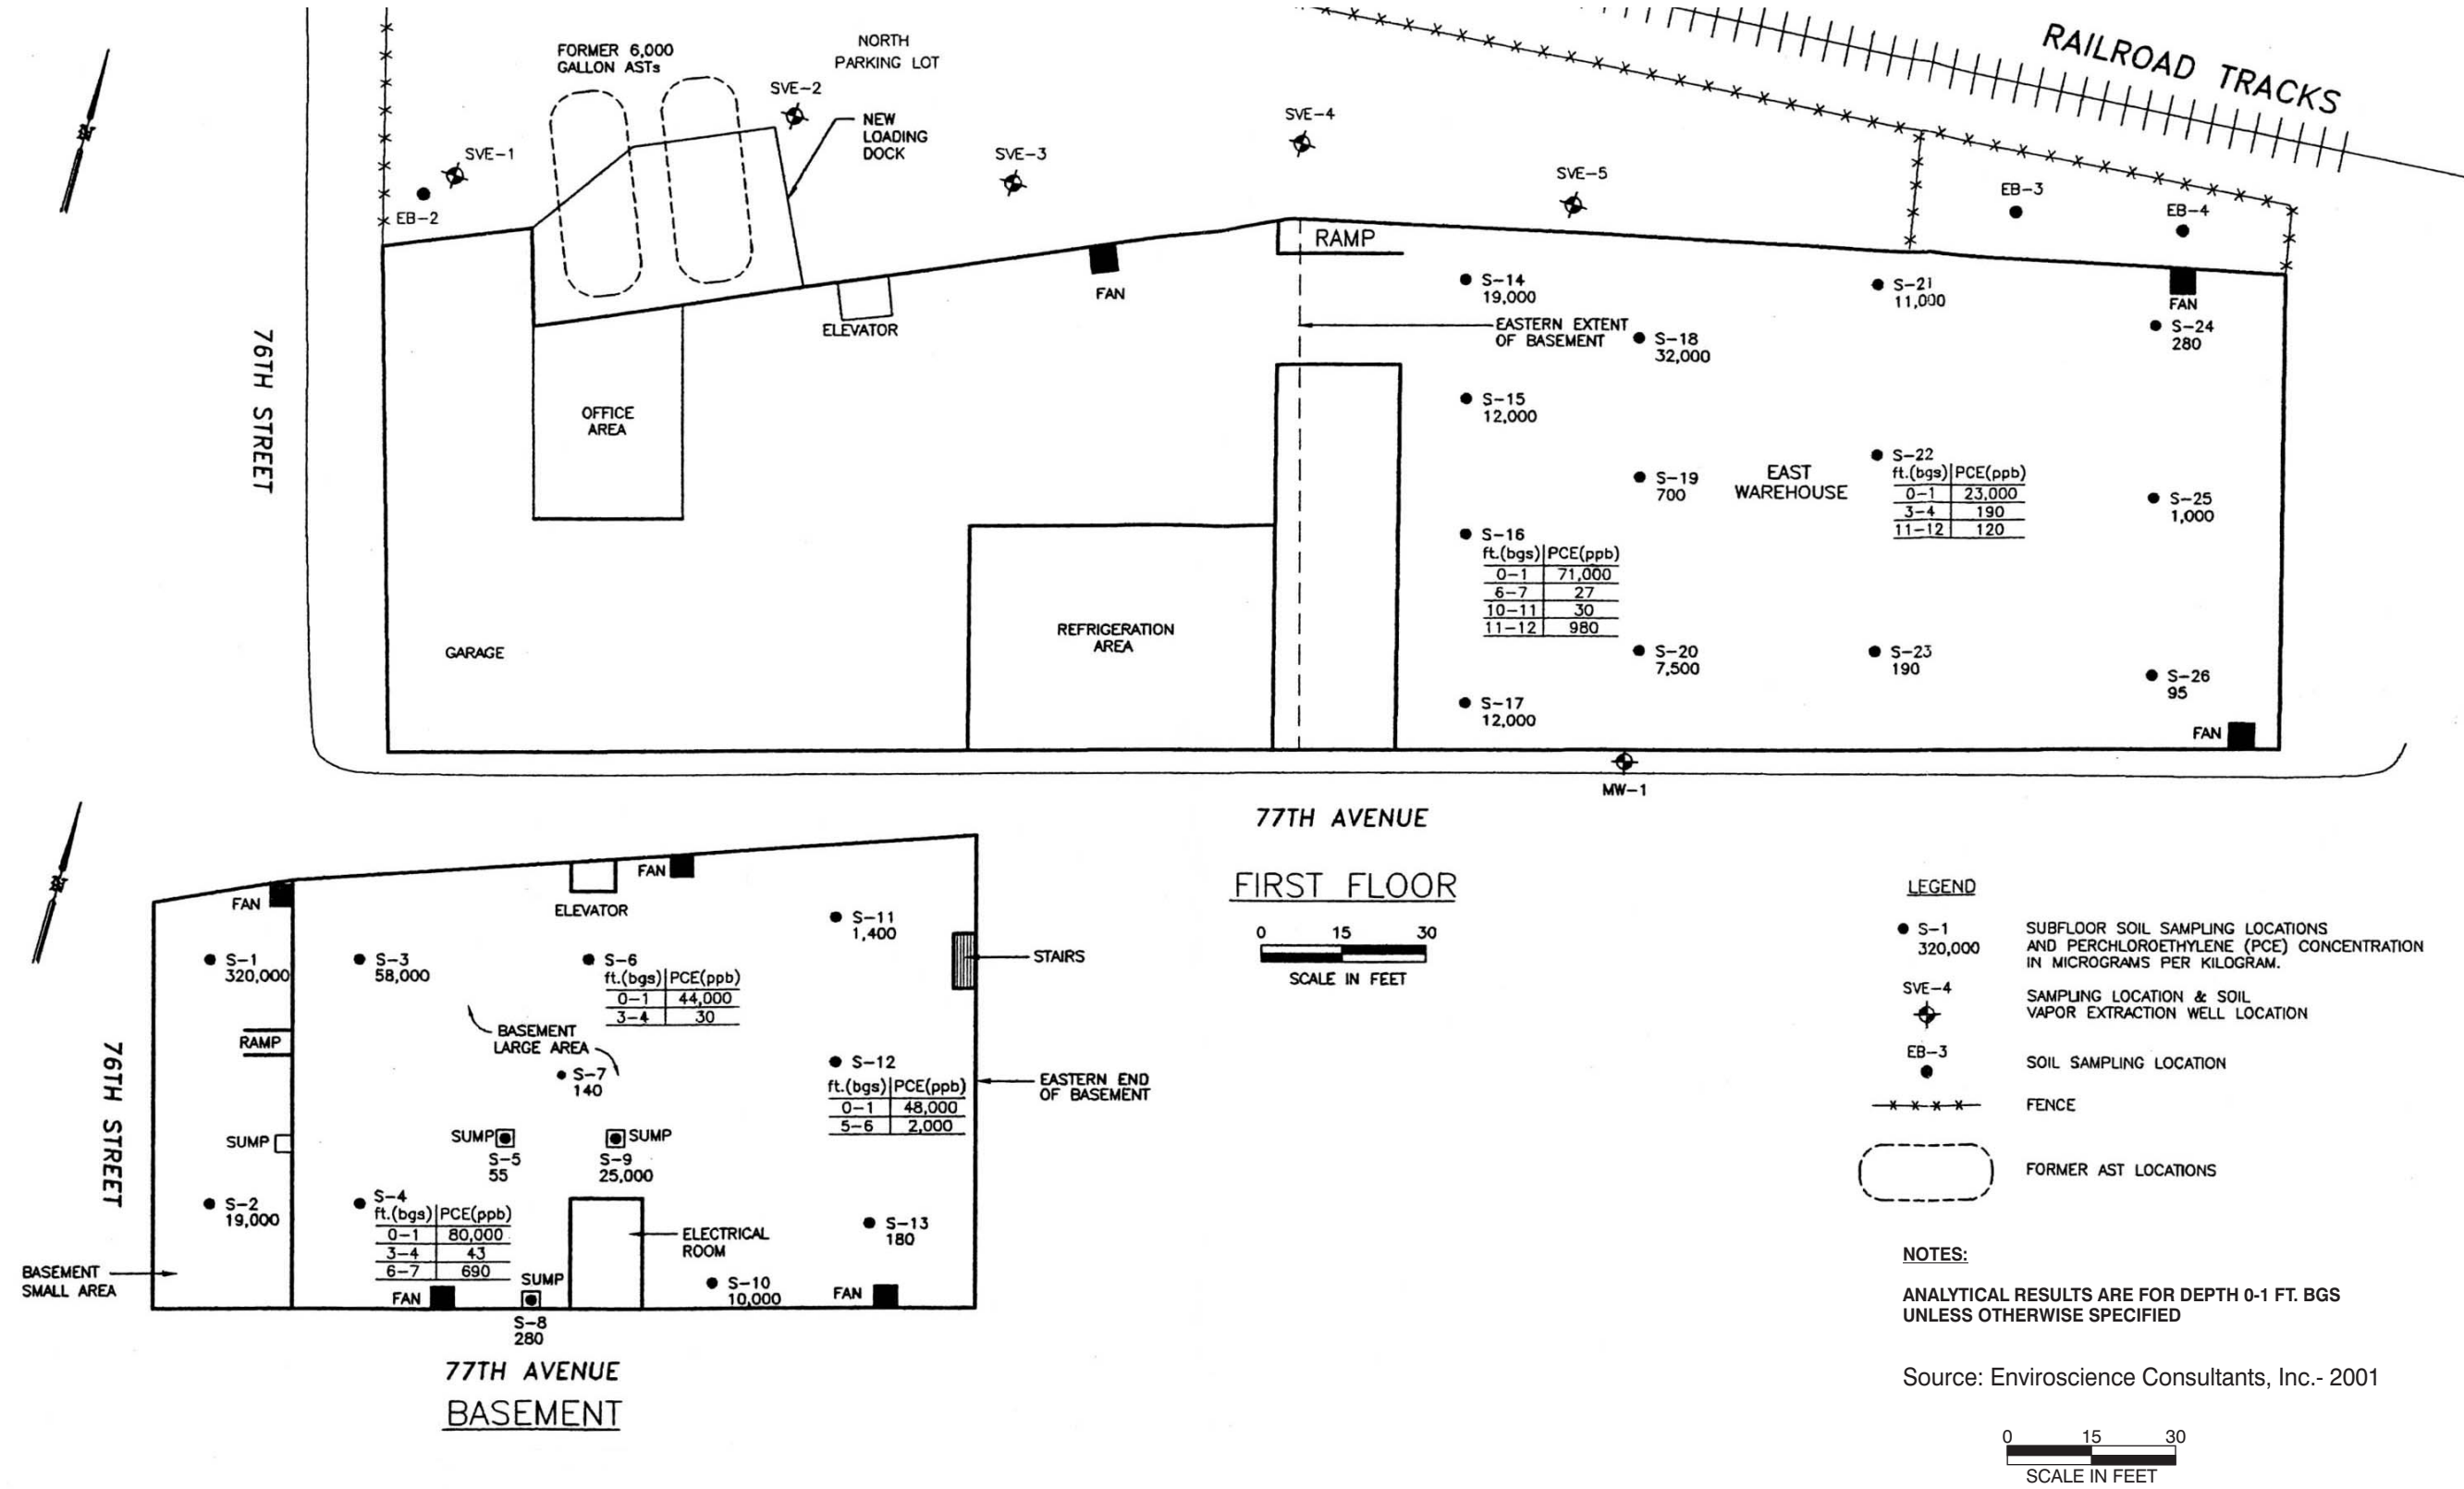 RAILROAD TRACKS
FORMER 6,000
GALLON ASTs
NORTH
PARKING LOT
SVE-2
NEW
LOADING
DOCK
SVE-1
EB-2
SVE-3
SVE-4
SVE-5
EB-3
EB-4
N
RAMP
FAN
ELEVATOR
S-14
19,000
S-21
11,000
FAN
S-24
280
EASTERN EXTENT
OF BASEMENT
S-18
32,000
76TH STREET
OFFICE
AREA
S-15
12,000
S-19
700
EAST
WAREHOUSE
S-22
ft.(bgs) PCE(ppb)
0-1 23,000
3-4 190
11-12 120
S-25
1,000
S-16
ft.(bgs) PCE(ppb)
0-1 71,000
6-7 27
10-11 30
11-12 980
GARAGE
REFRIGERATION
AREA
S-20
7,500
S-23
190
S-26
95
S-17
12,000
FAN
MW-1
77TH AVENUE
FIRST FLOOR
0 15 30
SCALE IN FEET
N
FAN
ELEVATOR
FAN
S-11
1,400
STAIRS
S-1
320,000
S-3
58,000
S-6
ft.(bgs) PCE(ppb)
0-1 44,000
3-4 30
BASEMENT
LARGE AREA
RAMP
S-7
140
S-12
ft.(bgs) PCE(ppb)
0-1 48,000
5-6 2,000
EASTERN END
OF BASEMENT
76TH STREET
SUMP
SUMP
S-5
55
SUMP
S-9
25,000
S-2
19,000
S-4
ft.(bgs) PCE(ppb)
0-1 80,000
3-4 43
6-7 690
ELECTRICAL
ROOM
S-13
180
BASEMENT
SMALL AREA
FAN
SUMP
S-8
280
S-10
10,000
FAN
77TH AVENUE
BASEMENT
LEGEND
S-1
320,000
SUBFLOOR SOIL SAMPLING LOCATIONS
AND PERCHLOROETHYLENE (PCE) CONCENTRATION
IN MICROGRAMS PER KILOGRAM.
SVE-4
SAMPLING LOCATION & SOIL
VAPOR EXTRACTION WELL LOCATION
EB-3
SOIL SAMPLING LOCATION
FENCE
FORMER AST LOCATIONS
NOTES:
ANALYTICAL RESULTS ARE FOR DEPTH 0-1 FT. BGS
UNLESS OTHERWISE SPECIFIED
Source: Enviroscience Consultants, Inc.- 2001
0 15 30
SCALE IN FEET